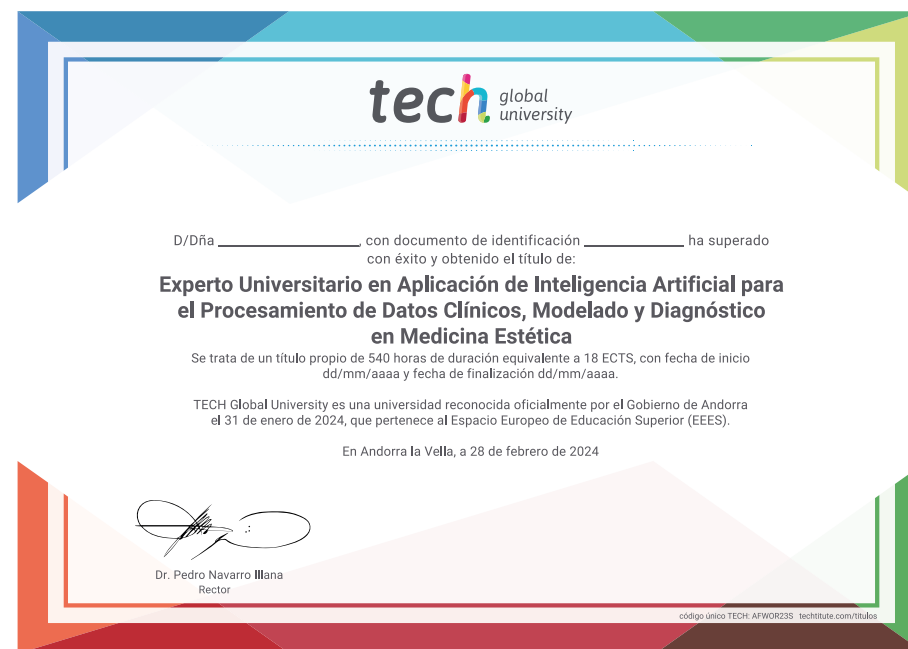 tech global university
D/Dña ____________, con documento de identificación ____________ ha superado
con éxito y obtenido el título de:
Experto Universitario en Aplicación de Inteligencia Artificial para
el Procesamiento de Datos Clínicos, Modelado y Diagnóstico
en Medicina Estética
Se trata de un título propio de 540 horas de duración equivalente a 18 ECTS, con fecha de inicio
dd/mm/aaaa y fecha de finalización dd/mm/aaaa.
TECH Global University es una universidad reconocida oficialmente por el Gobierno de Andorra
el 31 de enero de 2024, que pertenece al Espacio Europeo de Educación Superior (EEES).
En Andorra la Vella, a 28 de febrero de 2024
Dr. Pedro Navarro Illana
Rector
código único TECH: AFWOR23S techtitute.com/titulos